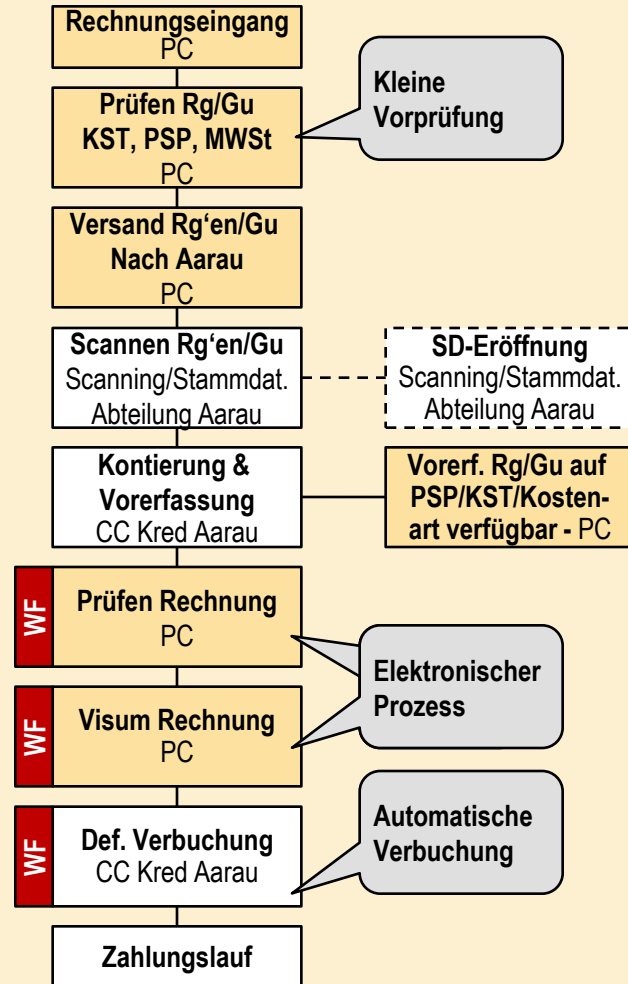 Rechnungseingang
PC
Prüfen Rg/Gu
KST, PSP, MWSt
PC
Kleine
Vorprüfung
Versand Rg‘en/Gu
Nach Aarau
PC
Scannen Rg‘en/Gu
Scanning/Stammdat.
Abteilung Aarau
SD-Eröffnung
Scanning/Stammdat.
Abteilung Aarau
Kontierung &
Vorerfassung
CC Kred Aarau
Vorerf. Rg/Gu auf
PSP/KST/Kosten-
art verfügbar - PC
WF
Prüfen Rechnung
PC
Elektronischer
Prozess
WF
Visum Rechnung
PC
WF
Def. Verbuchung
CC Kred Aarau
Automatische
Verbuchung
Zahlungslauf